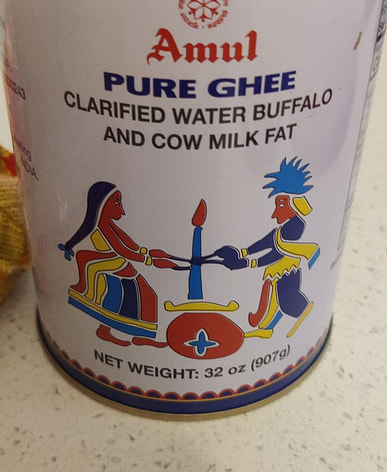 Amul
PURE GHEE
CLARIFIED WATER BUFFALO
AND COW MILK FAT
NET WEIGHT: 32 oz (907g)